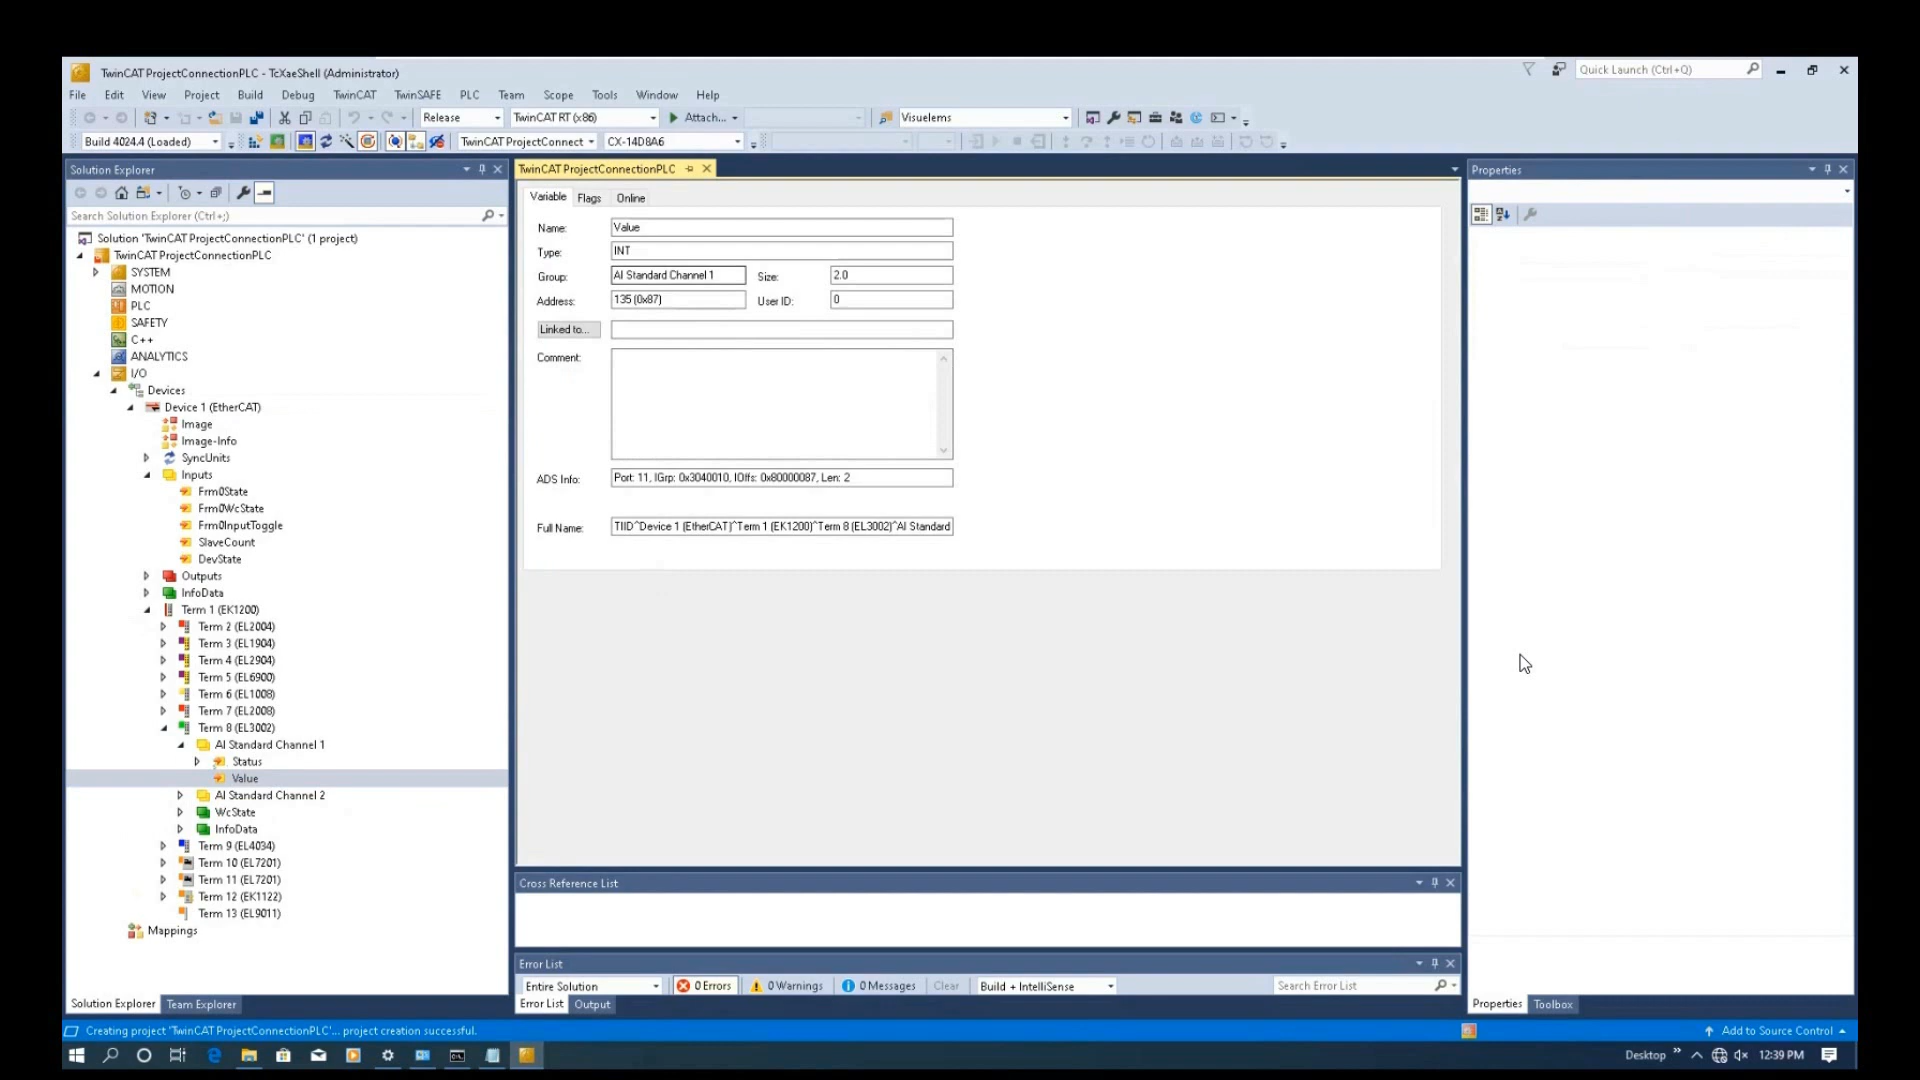 TwinCAT ProjectConnectionPLC - TcXaeShell (Administrator)
Quick Launch (Ctrl+Q)
File Edit View Project Build Debug TwinCAT TwinSAFE PLC Team Scope Tools Window Help
Release TwinCAT RT (x86) Attach... Visuelems
Build 4024.4 (Loaded) TwinCAT ProjectConnect CX-14D8A6
Solution Explorer
Search Solution Explorer (Ctrl+;)
Solution 'TwinCAT ProjectConnectionPLC' (1 project)
TwinCAT ProjectConnectionPLC
SYSTEM
MOTION
PLC
SAFETY
C++
ANALYTICS
I/O
Devices
Device 1 (EtherCAT)
Image
Image-Info
SyncUnits
Inputs
Frm0State
Frm0WcState
Frm0InputToggle
SlaveCount
DevState
Outputs
InfoData
Term 1 (EK1200)
Term 2 (EL2004)
Term 3 (EL1904)
Term 4 (EL2904)
Term 5 (EL6900)
Term 6 (EL1008)
Term 7 (EL2008)
Term 8 (EL3002)
AI Standard Channel 1
Status
Value
AI Standard Channel 2
WcState
InfoData
Term 9 (EL4034)
Term 10 (EL7201)
Term 11 (EL7201)
Term 12 (EK1122)
Term 13 (EL9011)
Mappings
Solution Explorer Team Explorer
TwinCAT ProjectConnectionPLC
Variable Flags Online
Name: Value
Type: INT
Group: AI Standard Channel 1 Size: 2.0
Address: 135 (0x87) User ID: 0
Linked to...
Comment:
ADS Info: Port: 11, IGrp: 0x3040010, IOffs: 0x80000087, Len: 2
Full Name: TIID^Device 1 (EtherCAT)^Term 1 (EK1200)^Term 8 (EL3002)^AI Standard
Cross Reference List
Error List
Entire Solution 0 Errors 0 Warnings 0 Messages Clear Build + IntelliSense Search Error List
Error List Output
Properties
Properties Toolbox
Creating project 'TwinCAT ProjectConnectionPLC'... project creation successful.
Add to Source Control
Desktop 12:39 PM